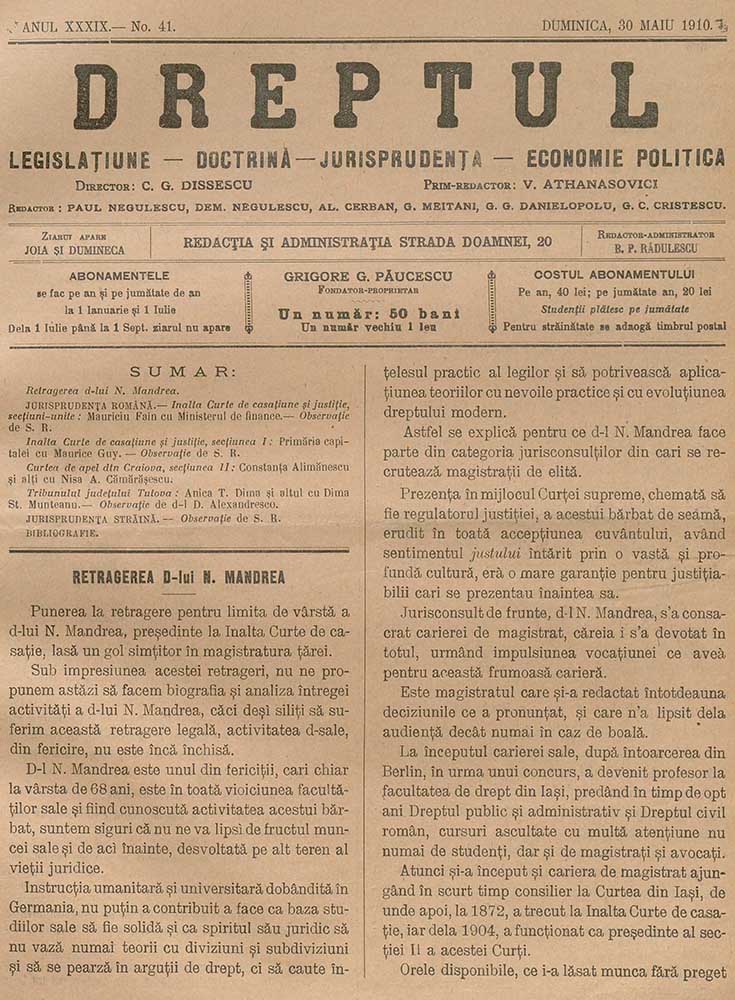 ANUL XXXIX.— No. 41.
DUMINICA, 30 MAIU 1910.
DREPTUL
LEGISLAȚIUNE — DOCTRINĂ — JURISPRUDENȚA — ECONOMIE POLITICA
DIRECTOR: C. G. DISSESCU
PRIM-REDACTOR: V. ATHANASOVICI
REDACTOR: PAUL NEGULESCU, DEM. NEGULESCU, AL. CERBAN, G. MEITANI, G. G. DANIELOPOLU, G. C. CRISTESCU.
ZIARUL APARE
JOIA ȘI DUMINECA
REDACȚIA ȘI ADMINISTRAȚIA STRADA DOAMNEI, 20
REDACTOR-ADMINISTRATOR
B. P. RĂDULESCU
ABONAMENTELE
se fac pe an și pe jumătate de an
la 1 Ianuarie și 1 Iulie
Dela 1 Iulie până la 1 Sept. ziarul nu apare
GRIGORE G. PĂUCESCU
FONDATOR-PROPRIETAR
Un număr: 50 bani
Un număr vechiu 1 leu
COSTUL ABONAMENTULUI
Pe an, 40 lei; pe jumătate an, 20 lei
Studenții plătesc pe jumătate
Pentru străinătate se adaogă timbrul postal
SUMAR:
Retragerea d-lui N. Mandrea.
JURISPRUDENȚA ROMÂNĂ.— Inalta Curte de casațiune și justiție,
secțiuni-unite: Mauriciu Fain cu Ministerul de finance.— Observație
de S. R.
Inalta Curte de casațiune și justiție, secțiunea I: Primăria capi-
talei cu Maurice Guy. — Observație de S. R.
Curtea de apel din Craiova, secțiunea II: Constanța Alimănescu
și alți cu Nisa A. Cămărășescu.
Tribunalul județului Tutova: Anica T. Dima și altul cu Dima
St. Munteanu.— Observație de d-l D. Alexandresco.
JURISPRUDENȚA STRĂINĂ. — Observație de S. R.
BIBLIOGRAFIE.
RETRAGEREA D-lui N. MANDREA
Punerea la retragere pentru limita de vârstă a
d-lui N. Mandrea, președinte la Inalta Curte de ca-
sație, lasă un gol simțitor în magistratura țărei.
Sub impresiunea acestei retrageri, nu ne pro-
punem astăzi să facem biografia și analiza întregei
activități a d-lui N. Mandrea, căci deși siliți să su-
ferim această retragere legală, activitatea d-sale,
din fericire, nu este încă închisă.
D-l N. Mandrea este unul din fericiții, cari chiar
la vârsta de 68 ani, este în toată vioiciunea facultă-
ților sale și fiind cunoscută activitatea acestui băr-
bat, suntem siguri că nu ne va lipsi de fructul mun-
cei sale și de aci înainte, desvoltată pe alt teren al
vieții juridice.
Instrucția umanitară și universitară dobândită în
Germania, nu puțin a contribuit a face ca baza stu-
diilor sale să fie solidă și ca spiritul său juridic să
nu vază numai teorii cu diviziuni și subdiviziuni
și să se pearză în arguții de drept, ci să caute în-
țelesul practic al legilor și să potrivească aplica-
țiunea teoriilor cu nevoile practice și cu evoluțiunea
dreptului modern.
Astfel se explică pentru ce d-l N. Mandrea face
parte din categoria jurisconsulților din cari se re-
crutează magistrații de elită.
Prezența în mijlocul Curței supreme, chemată să
fie regulatorul justiției, a acestui bărbat de seámă,
erudit în toată accepțiunea cuvântului, având
sentimentul justului întărit prin o vastă și pro-
fundă cultură, erà o mare garanție pentru justiția-
bilii cari se prezentau înaintea sa.
Jurisconsult de frunte, d-l N. Mandrea, s'a consa-
crat carierei de magistrat, căreia i s'a devotat în
totul, urmând impulsiunea vocațiunei ce aveà
pentru această frumoasă carieră.
Este magistratul care și-a redactat întotdeauna
deciziunile ce a pronunțat, și care n'a lipsit dela
audiență decât numai în caz de boală.
La începutul carierei sale, după întoarcerea din
Berlin, în urma unui concurs, a devenit profesor la
facultatea de drept din Iași, predând în timp de opt
ani Dreptul public și administrativ și Dreptul civil
român, cursuri ascultate cu multă atențiune nu
numai de studenți, dar și de magistrați și avocați.
Atunci și-a început și cariera de magistrat ajun-
gând în scurt timp consilier la Curtea din Iași, de
unde apoi, la 1872, a trecut la Inalta Curte de casa-
ție, iar dela 1904, a funcționat ca președinte al sec-
ției II a acestei Curți.
Orele disponibile, ce i-a lăsat munca fără preget